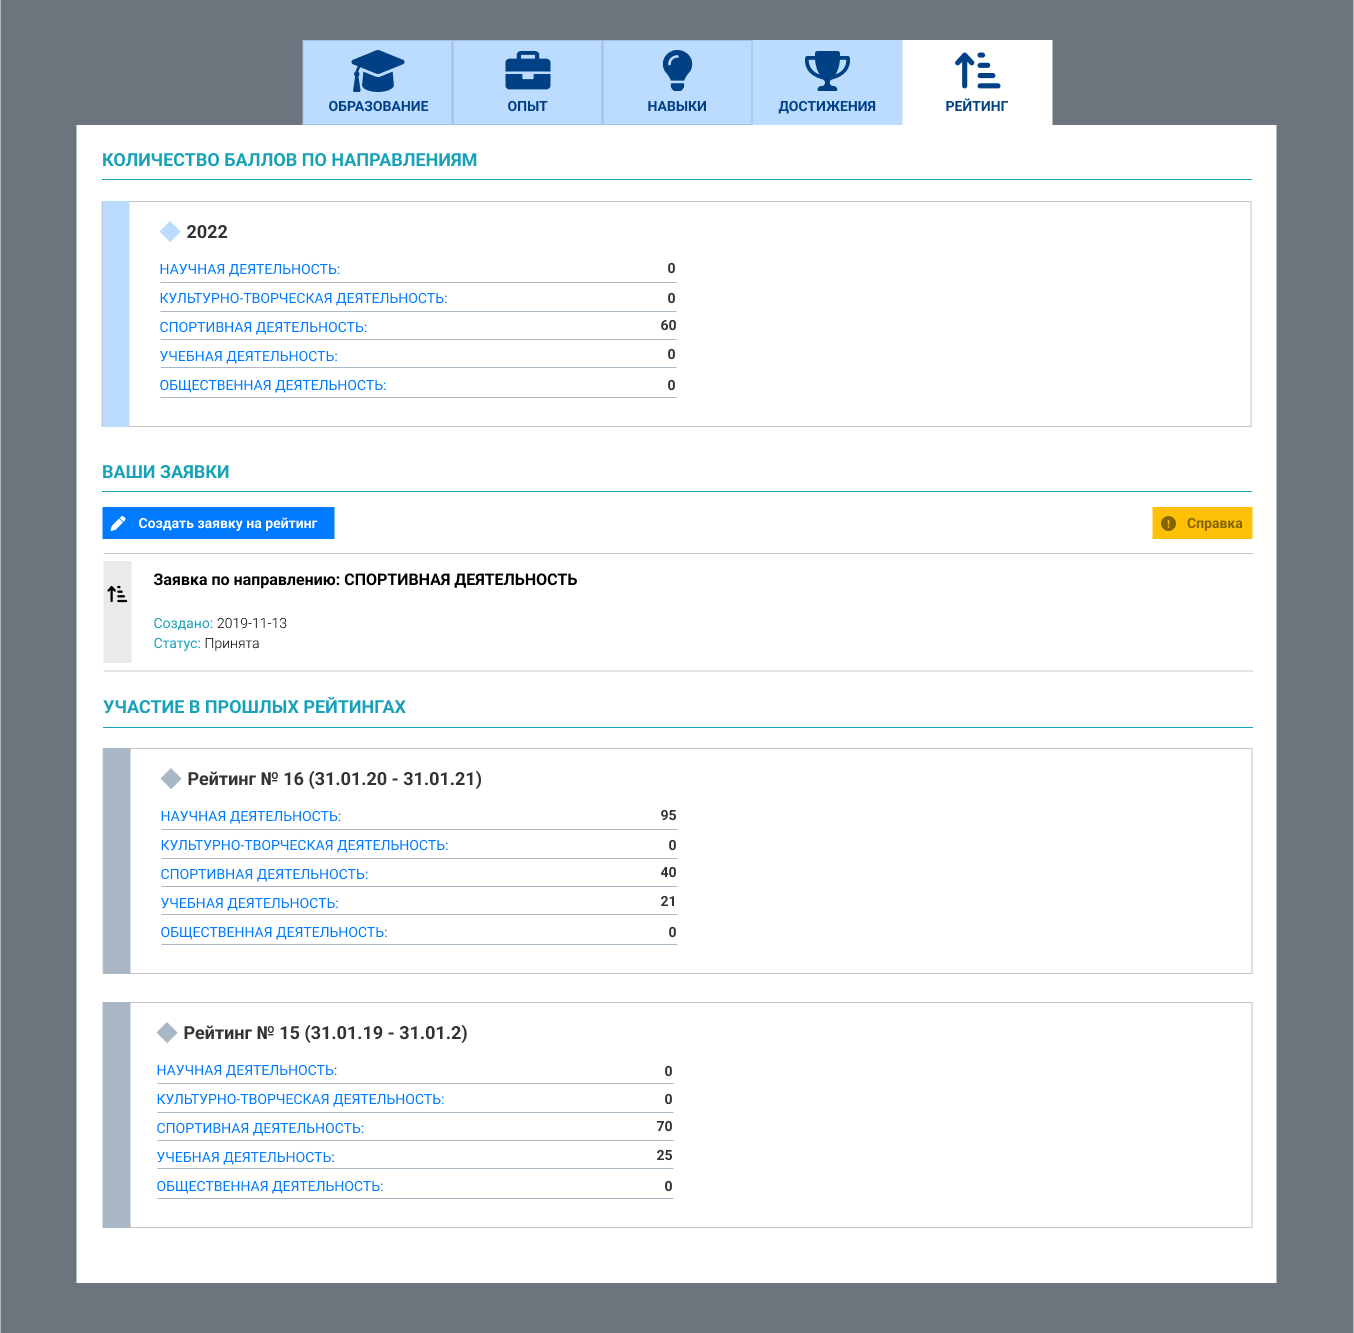 ОБРАЗОВАНИЕ ОПЫТ НАВЫКИ ДОСТИЖЕНИЯ РЕЙТИНГ
КОЛИЧЕСТВО БАЛЛОВ ПО НАПРАВЛЕНИЯМ
2022
НАУЧНАЯ ДЕЯТЕЛЬНОСТЬ: 0
КУЛЬТУРНО-ТВОРЧЕСКАЯ ДЕЯТЕЛЬНОСТЬ: 0
СПОРТИВНАЯ ДЕЯТЕЛЬНОСТЬ: 60
УЧЕБНАЯ ДЕЯТЕЛЬНОСТЬ: 0
ОБЩЕСТВЕННАЯ ДЕЯТЕЛЬНОСТЬ: 0
ВАШИ ЗАЯВКИ
Создать заявку на рейтинг Справка
Заявка по направлению: СПОРТИВНАЯ ДЕЯТЕЛЬНОСТЬ
Создано: 2019-11-13
Статус: Принята
УЧАСТИЕ В ПРОШЛЫХ РЕЙТИНГАХ
Рейтинг № 16 (31.01.20 - 31.01.21)
НАУЧНАЯ ДЕЯТЕЛЬНОСТЬ: 95
КУЛЬТУРНО-ТВОРЧЕСКАЯ ДЕЯТЕЛЬНОСТЬ: 0
СПОРТИВНАЯ ДЕЯТЕЛЬНОСТЬ: 40
УЧЕБНАЯ ДЕЯТЕЛЬНОСТЬ: 21
ОБЩЕСТВЕННАЯ ДЕЯТЕЛЬНОСТЬ: 0
Рейтинг № 15 (31.01.19 - 31.01.2)
НАУЧНАЯ ДЕЯТЕЛЬНОСТЬ: 0
КУЛЬТУРНО-ТВОРЧЕСКАЯ ДЕЯТЕЛЬНОСТЬ: 0
СПОРТИВНАЯ ДЕЯТЕЛЬНОСТЬ: 70
УЧЕБНАЯ ДЕЯТЕЛЬНОСТЬ: 25
ОБЩЕСТВЕННАЯ ДЕЯТЕЛЬНОСТЬ: 0